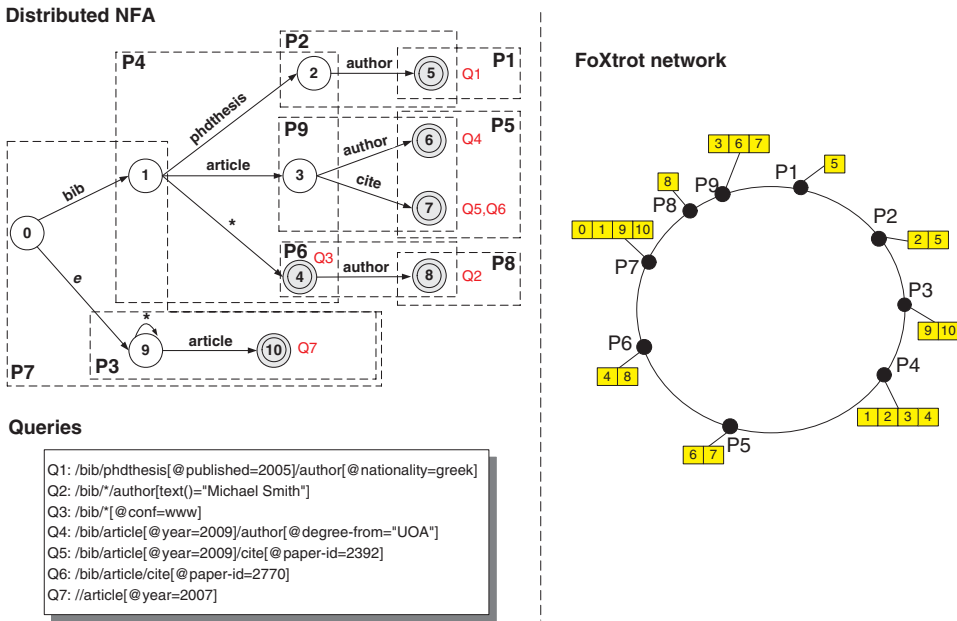 Distributed NFA
P2
P4
2
author
5
Q1
P1
phdthesis
P9
author
6
Q4
P5
bib
1
article
3
cite
7
Q5,Q6
0
*
P6
Q3
4
author
8
Q2
P8
e
*
9
article
10
Q7
P3
P7
Queries
Q1: /bib/phdthesis[@published=2005]/author[@nationality=greek]
Q2: /bib/*/author[text()="Michael Smith"]
Q3: /bib/*[@conf=www]
Q4: /bib/article[@year=2009]/author[@degree-from="UOA"]
Q5: /bib/article[@year=2009]/cite[@paper-id=2392]
Q6: /bib/article/cite[@paper-id=2770]
Q7: //article[@year=2007]
FoXtrot network
3 6 7
P9
5
P1
8
P8
P2
2 5
0 1 9 10
P7
P3
9 10
P6
4 8
P4
1 2 3 4
P5
6 7